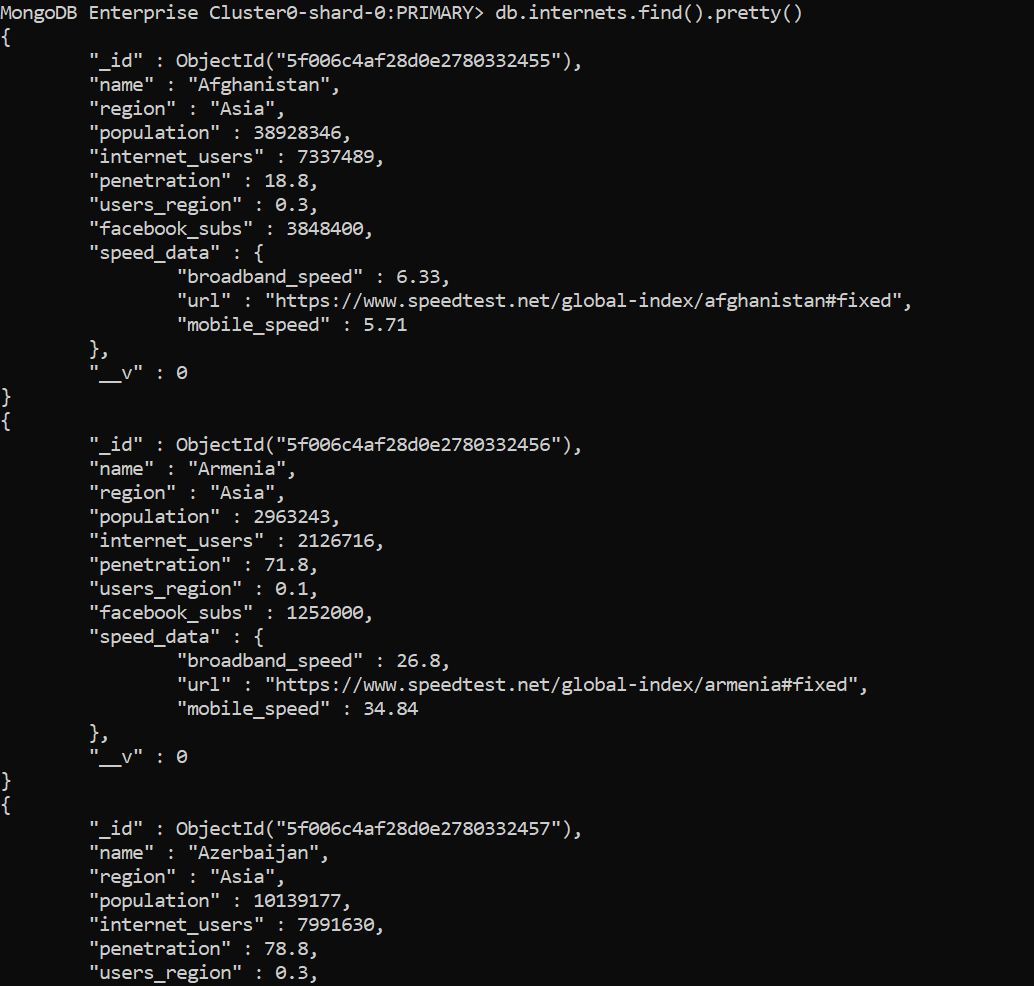 MongoDB Enterprise Cluster0-shard-0:PRIMARY> db.internets.find().pretty()
{
        "_id" : ObjectId("5f006c4af28d0e2780332455"),
        "name" : "Afghanistan",
        "region" : "Asia",
        "population" : 38928346,
        "internet_users" : 7337489,
        "penetration" : 18.8,
        "users_region" : 0.3,
        "facebook_subs" : 3848400,
        "speed_data" : {
                "broadband_speed" : 6.33,
                "url" : "https://www.speedtest.net/global-index/afghanistan#fixed",
                "mobile_speed" : 5.71
        },
        "__v" : 0
}
{
        "_id" : ObjectId("5f006c4af28d0e2780332456"),
        "name" : "Armenia",
        "region" : "Asia",
        "population" : 2963243,
        "internet_users" : 2126716,
        "penetration" : 71.8,
        "users_region" : 0.1,
        "facebook_subs" : 1252000,
        "speed_data" : {
                "broadband_speed" : 26.8,
                "url" : "https://www.speedtest.net/global-index/armenia#fixed",
                "mobile_speed" : 34.84
        },
        "__v" : 0
}
{
        "_id" : ObjectId("5f006c4af28d0e2780332457"),
        "name" : "Azerbaijan",
        "region" : "Asia",
        "population" : 10139177,
        "internet_users" : 7991630,
        "penetration" : 78.8,
        "users_region" : 0.3,